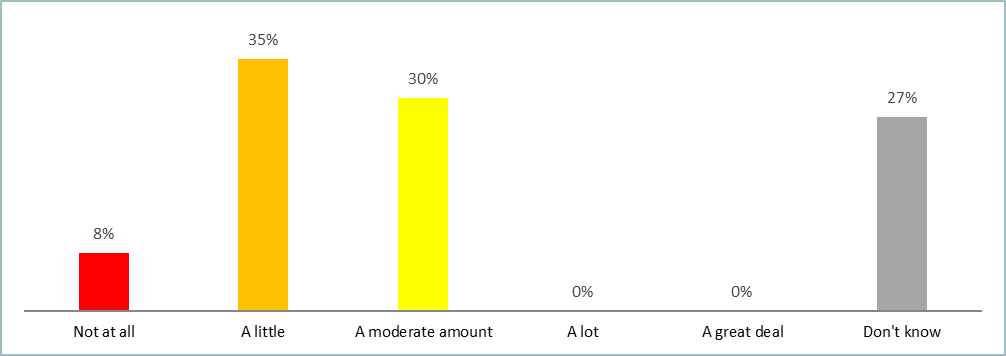 35%
30%
27%
8%
0%
0%
Not at all
A little
A moderate amount
A lot
A great deal
Don't know